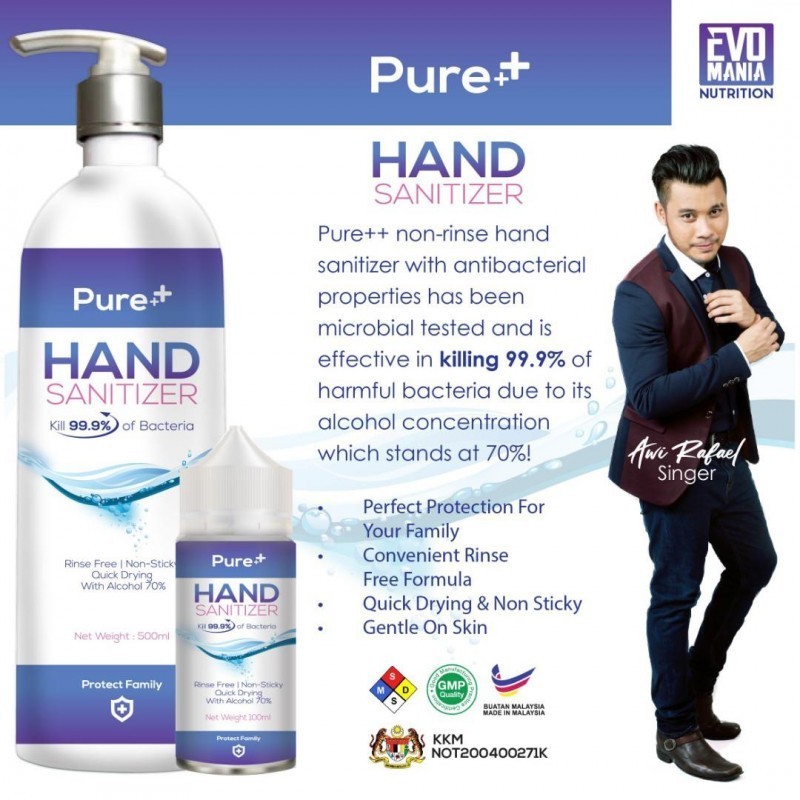 Pure++
EVO
MANIA
NUTRITION
HAND
SANITIZER
Pure++ non-rinse hand
sanitizer with antibacterial
properties has been
microbial tested and is
effective in killing 99.9% of
harmful bacteria due to its
alcohol concentration
which stands at 70%!
• Perfect Protection For
Your Family
• Convenient Rinse
Free Formula
• Quick Drying & Non Sticky
• Gentle On Skin
Awi Rafael
Singer
Pure++
HAND
SANITIZER
Kill 99.9% of Bacteria
Rinse Free | Non-Sticky
Quick Drying
With Alcohol 70%
Net Weight : 500ml
Protect Family
Pure++
HAND
SANITIZER
Kill 99.9% of Bacteria
Rinse Free | Non-Sticky
Quick Drying
With Alcohol 70%
Net Weight 100ml
Protect Family
S
M D
S
GMP
Quality
BUATAN MALAYSIA
MADE IN MALAYSIA
KKM
NOT200400271K